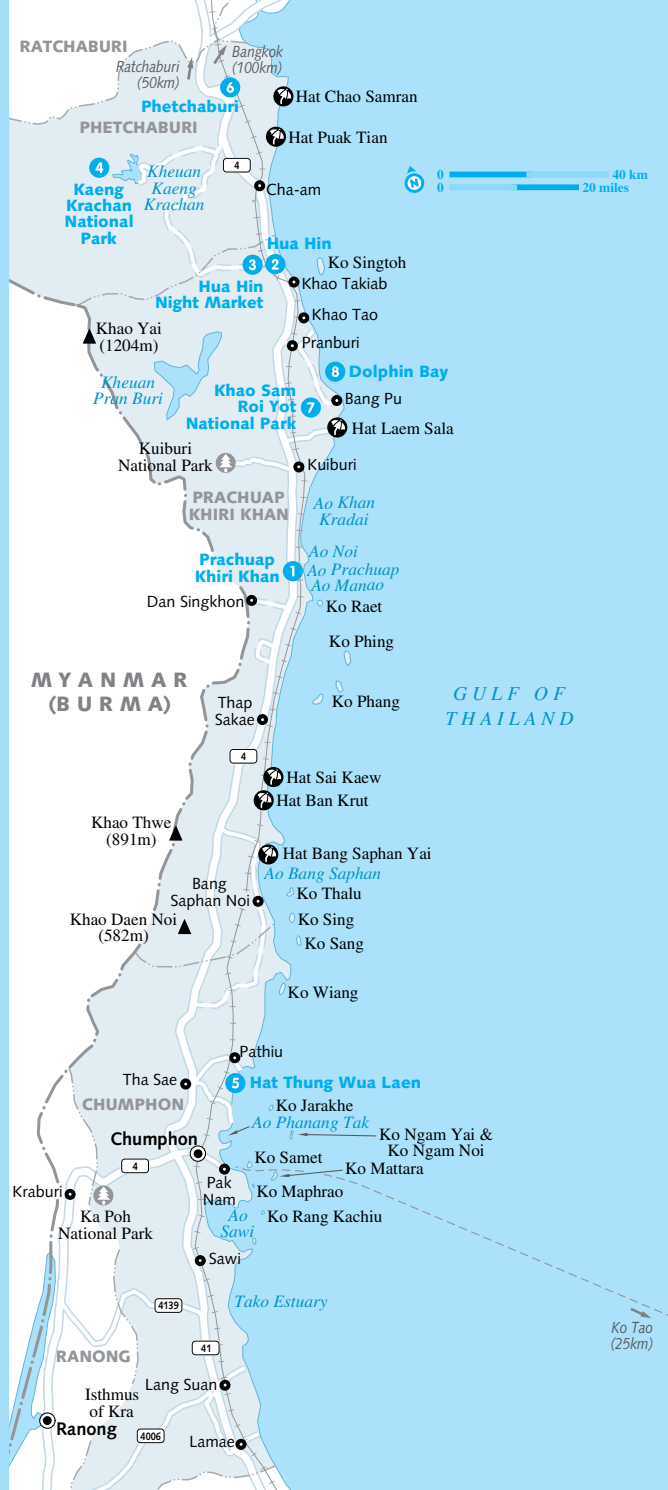 RATCHABURI
Ratchaburi
(50km)
Bangkok
(100km)
6
Phetchaburi
Hat Chao Samran
PHETCHABURI
Hat Puak Tian
4
4
Kaeng
Krachan
National
Park
Kheuan
Kaeng
Krachan
Cha-am
N
0 40 km
0 20 miles
Hua Hin
3 2
Ko Singtoh
Hua Hin
Night Market
Khao Takiab
Khao Tao
Khao Yai
(1204m)
Pranburi
8 Dolphin Bay
Kheuan
Pran Buri
Khao Sam
Roi Yot
National Park
7
Bang Pu
Hat Laem Sala
Kuiburi
National Park
Kuiburi
PRACHUAP
KHIRI KHAN
Ao Khan
Kradai
Ao Noi
Prachuap
Khiri Khan
1
Ao Prachuap
Ao Manao
Dan Singkhon
Ko Raet
Ko Phing
MYANMAR
(BURMA)
Ko Phang
GULF OF
THAILAND
Thap
Sakae
4
Hat Sai Kaew
Hat Ban Krut
Khao Thwe
(891m)
Hat Bang Saphan Yai
Ao Bang Saphan
Bang
Saphan Noi
Ko Thalu
Khao Daen Noi
(582m)
Ko Sing
Ko Sang
Ko Wiang
Pathiu
Tha Sae
5 Hat Thung Wua Laen
CHUMPHON
Ko Jarakhe
Ao Phanang Tak
Ko Ngam Yai &
Ko Ngam Noi
Chumphon
Ko Samet
4
Ko Mattara
Pak
Nam
Kraburi
Ko Maphrao
Ka Poh
National Park
Ao
Sawi
Ko Rang Kachiu
Sawi
4139
Tako Estuary
Ko Tao
(25km)
41
RANONG
Lang Suan
Isthmus
of Kra
Ranong
4006
Lamae